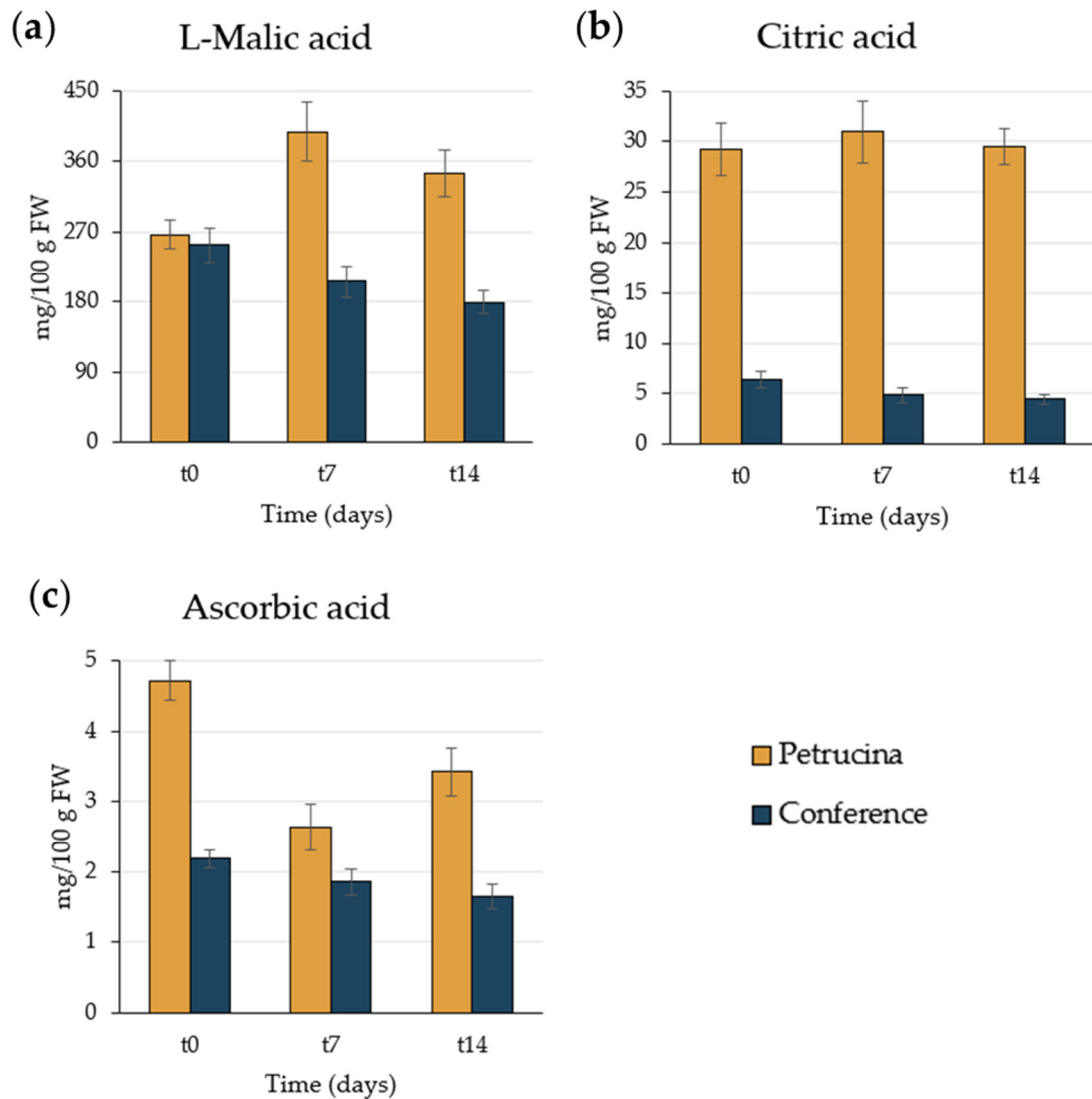 (a)
L-Malic acid
mg/100 g FW
450
360
270
180
90
0
t0 t7 t14
Time (days)
(b)
Citric acid
mg/100 g FW
35
30
25
20
15
10
5
0
t0 t7 t14
Time (days)
(c)
Ascorbic acid
mg/100 g FW
5
4
3
2
1
0
t0 t7 t14
Time (days)
Petrucina
Conference